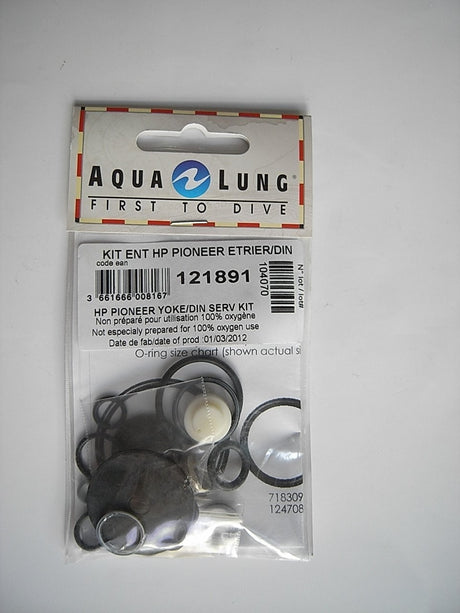 AQUA LUNG®
FIRST TO DIVE
KIT ENT HP PIONEER ETRIER/DIN
code ean
121891
3 661666 008167
104070
N° lot / lot#
HP PIONEER YOKE/DIN SERV KIT
Non préparé pour utilisation 100% oxygène
Not especialy prepared for 100% oxygen use
Date de fab/date of prod :01/03/2012
O-ring size chart (shown actual si
718309
124708